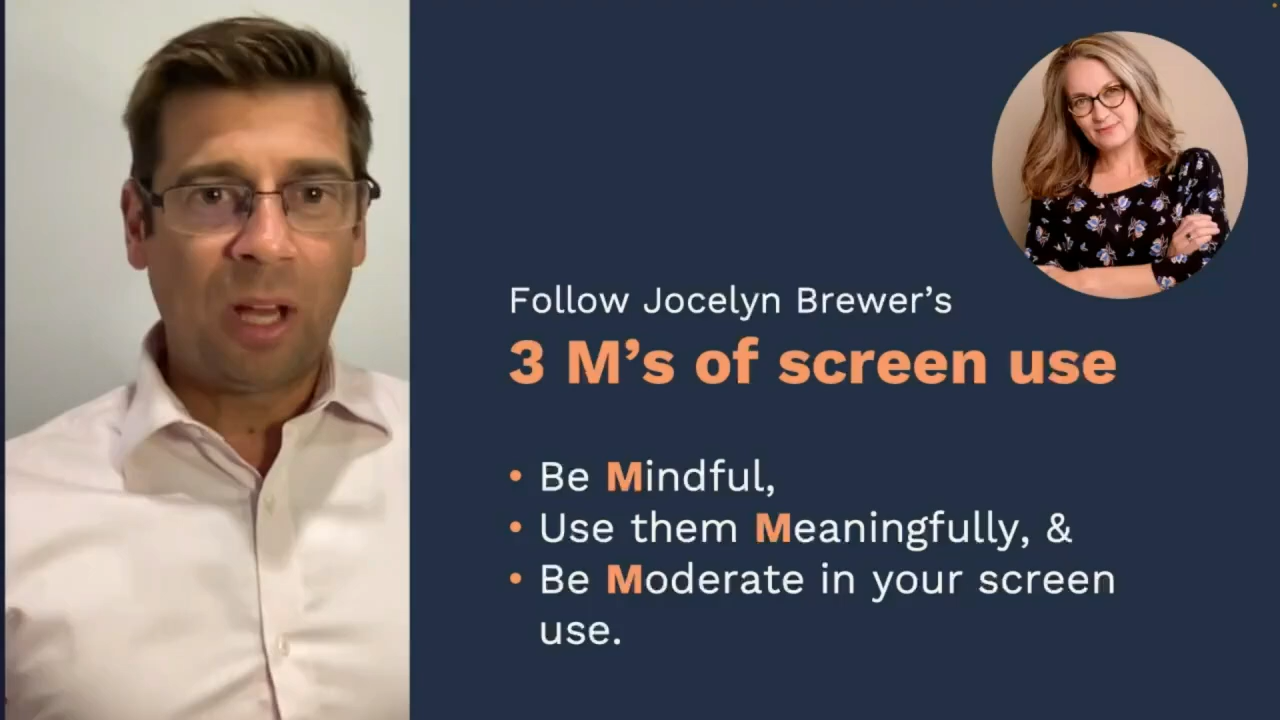 Follow Jocelyn Brewer’s
3 M’s of screen use
• Be Mindful,
• Use them Meaningfully, &
• Be Moderate in your screen
use.